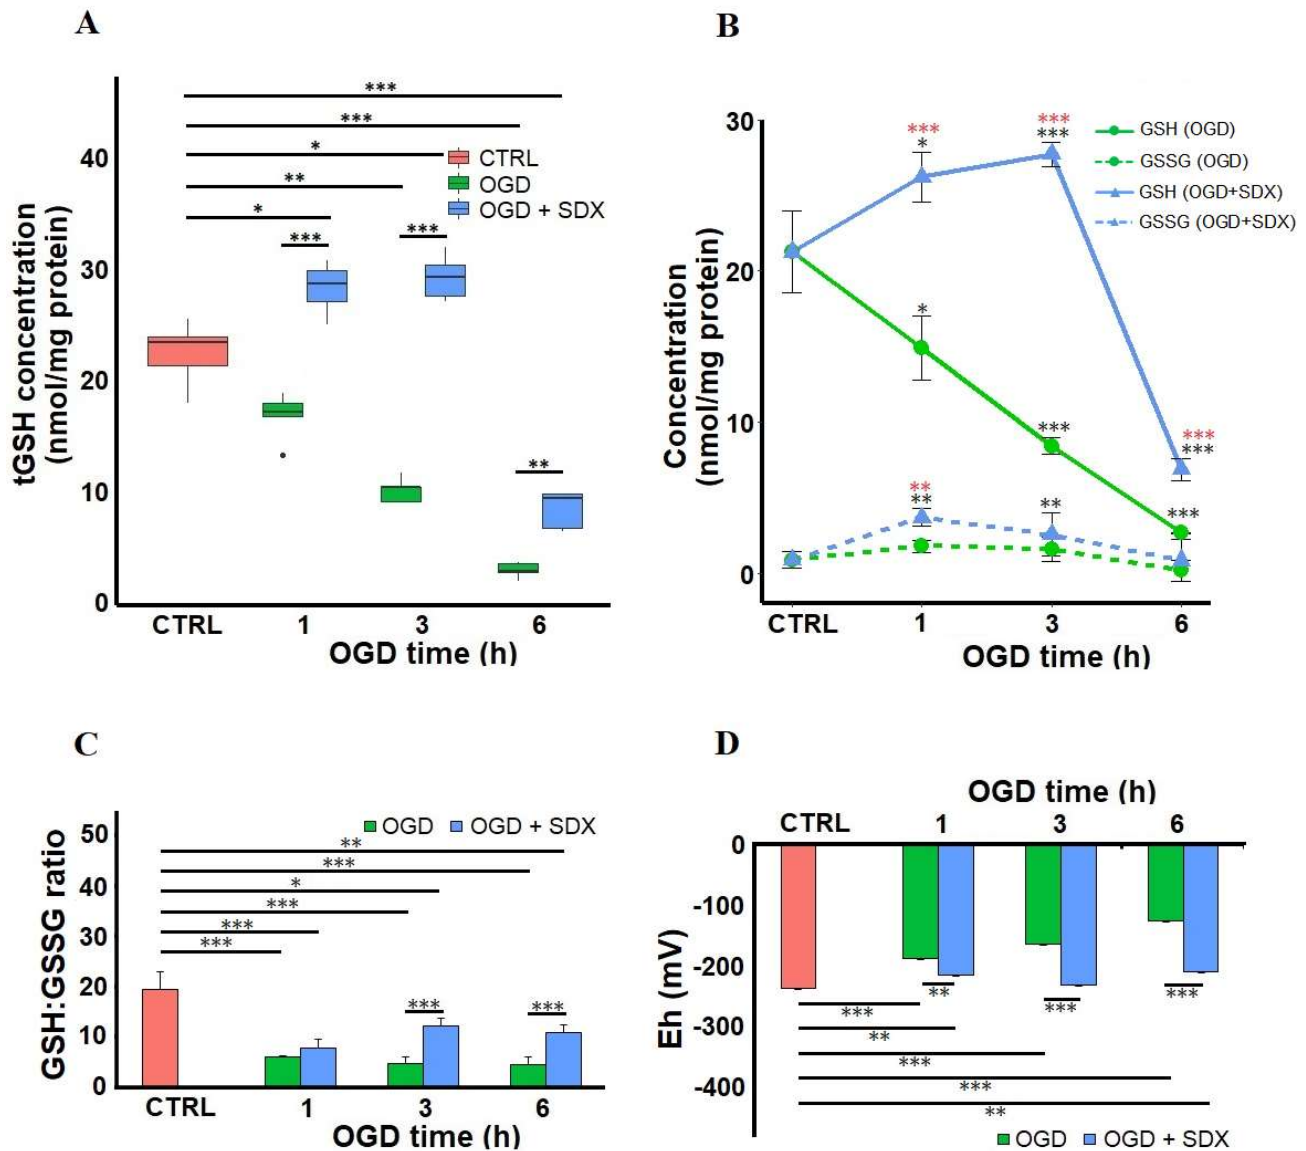 A
tGSH concentration
(nmol/mg protein)
40
30
20
10
0
***
***
*
**
*
***
***
**
CTRL
OGD
OGD + SDX
CTRL 1 3 6
OGD time (h)
B
Concentration
(nmol/mg protein)
30
20
10
0
***
*
***
***
*
***
***
***
***
**
**
**
GSH (OGD)
GSSG (OGD)
GSH (OGD+SDX)
GSSG (OGD+SDX)
CTRL 1 3 6
OGD time (h)
C
GSH:GSSG ratio
50
40
30
20
10
0
OGD OGD + SDX
**
***
*
***
***
***
***
***
CTRL 1 3 6
OGD time (h)
D
OGD time (h)
CTRL 1 3 6
Eh (mV)
0
-100
-200
-300
-400
**
***
***
***
**
***
***
**
OGD OGD + SDX